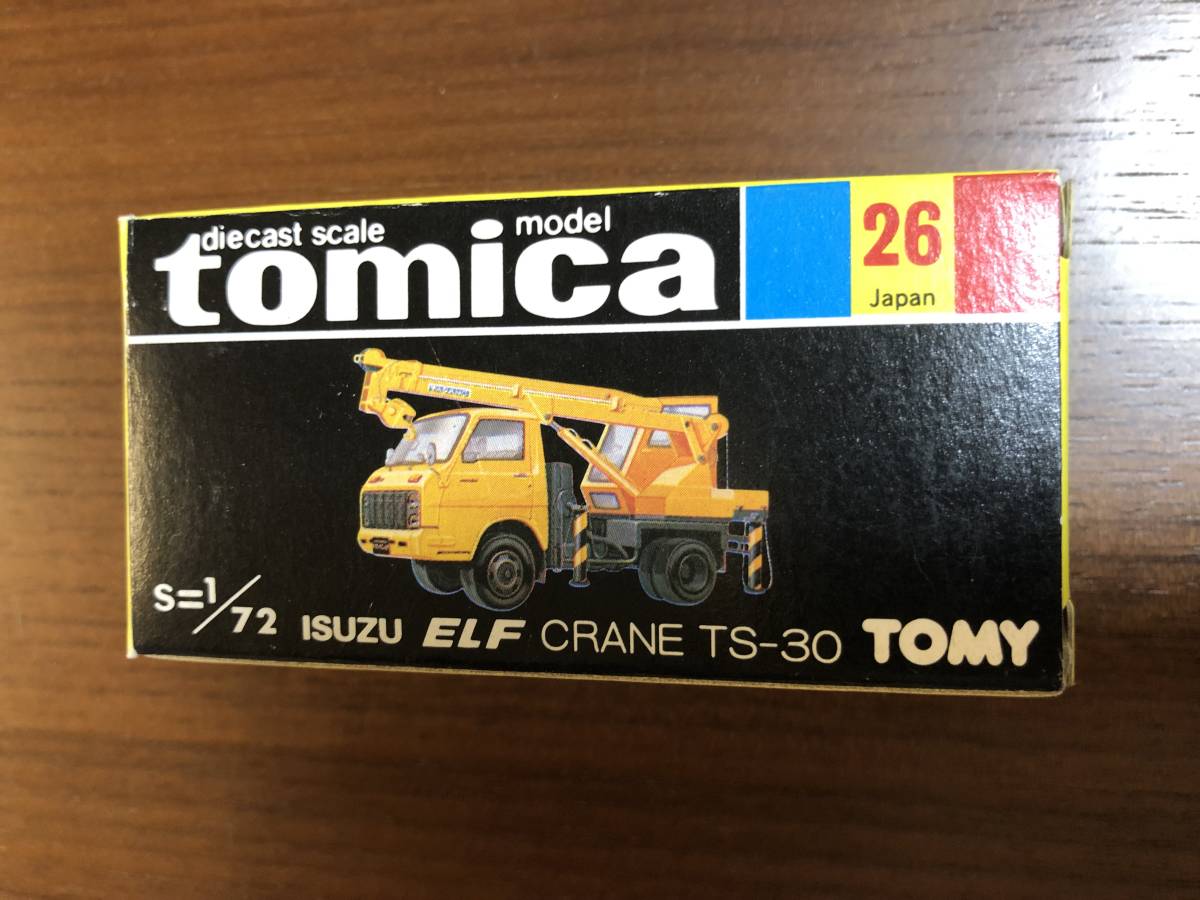 diecast scale model
tomica
26
Japan
S=1/72 ISUZU ELF CRANE TS-30 TOMY